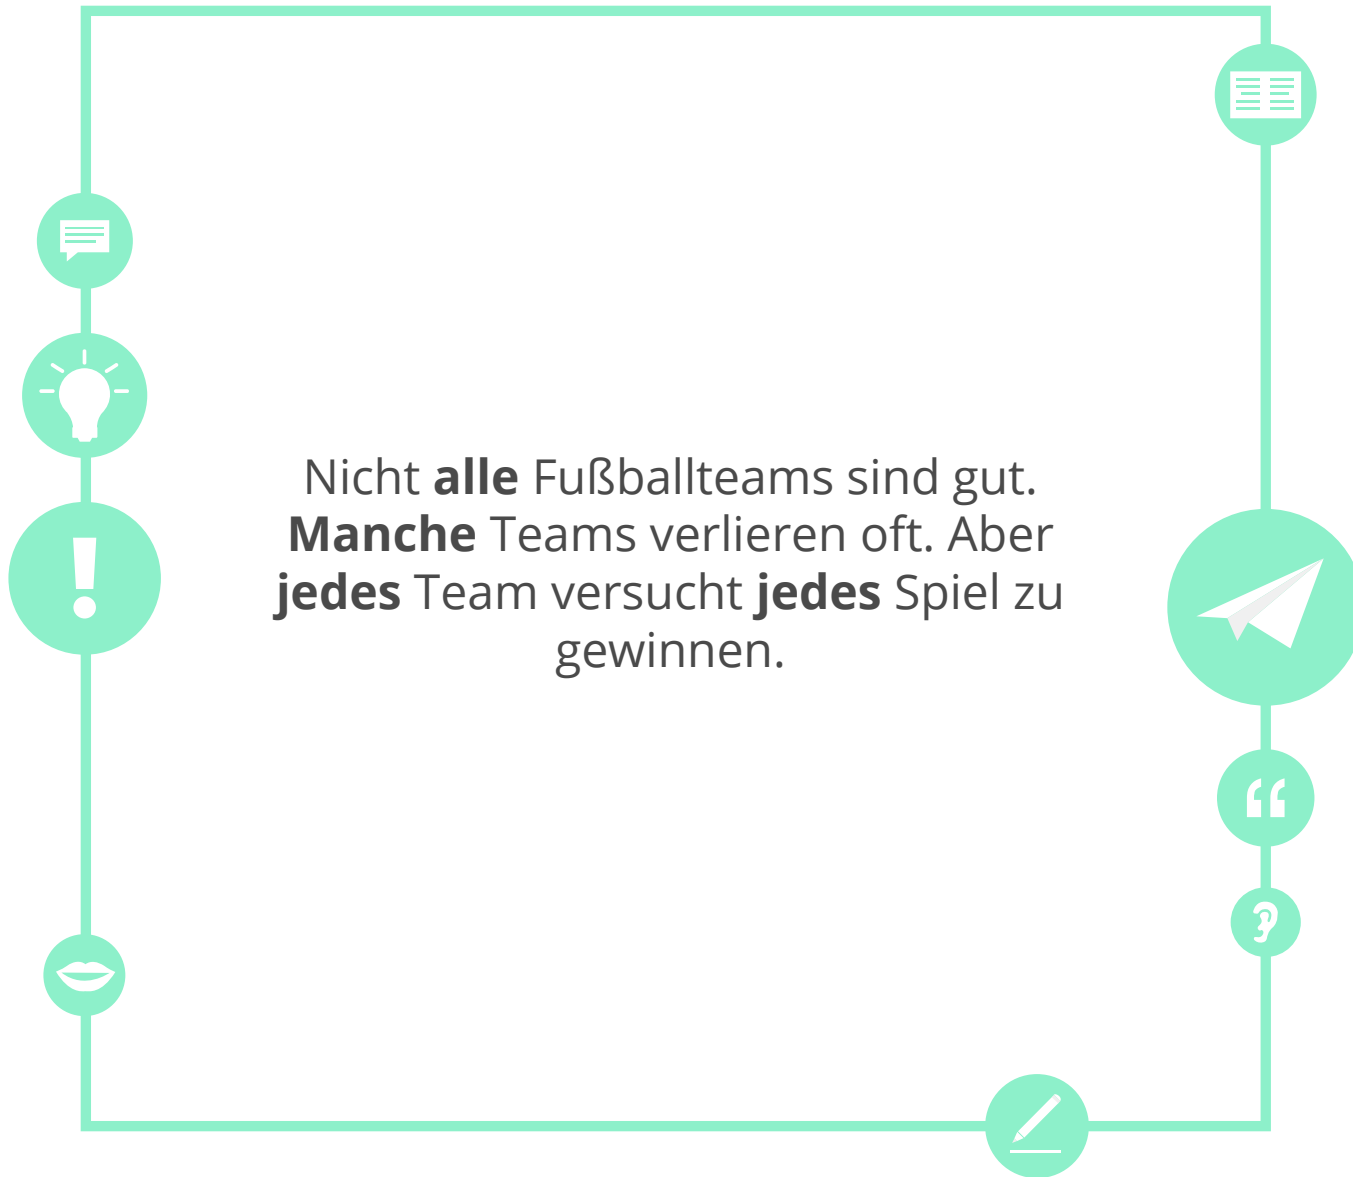 Nicht alle Fußballteams sind gut.
Manche Teams verlieren oft. Aber
jedes Team versucht jedes Spiel zu
gewinnen.